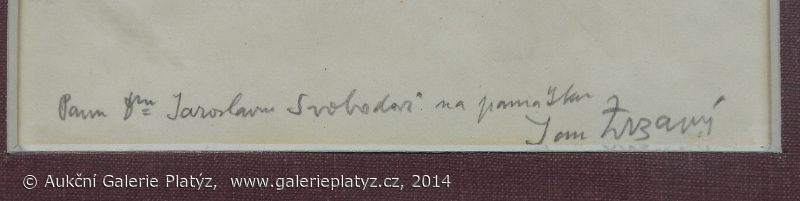 Panu Dru Jaroslavu Svobodovi na památku
Jan Zrzavý
© Aukční Galerie Platýz, www.galerieplatyz.cz, 2014